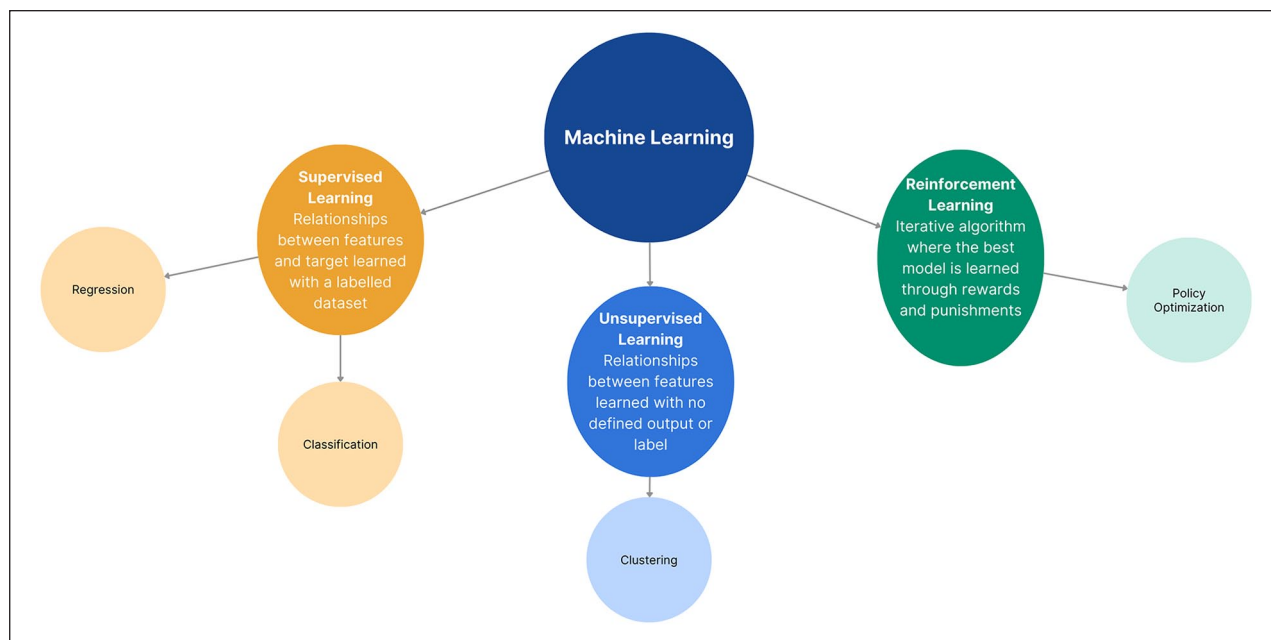 Machine Learning
Supervised
Learning
Relationships
between features
and target learned
with a labelled
dataset
Reinforcement
Learning
Iterative algorithm
where the best
model is learned
through rewards
and punishments
Regression
Policy
Optimization
Unsupervised
Learning
Relationships
between features
learned with no
defined output or
label
Classification
Clustering